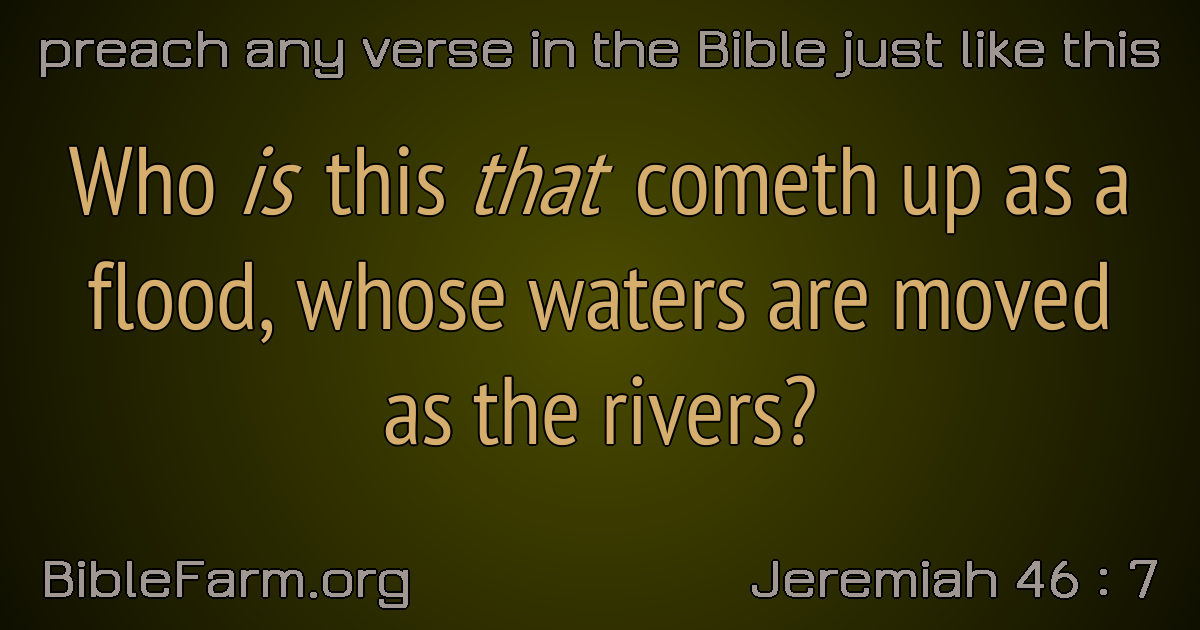 preach any verse in the Bible just like this
Who is this that cometh up as a
flood, whose waters are moved
as the rivers?
BibleFarm.org
Jeremiah 46 : 7